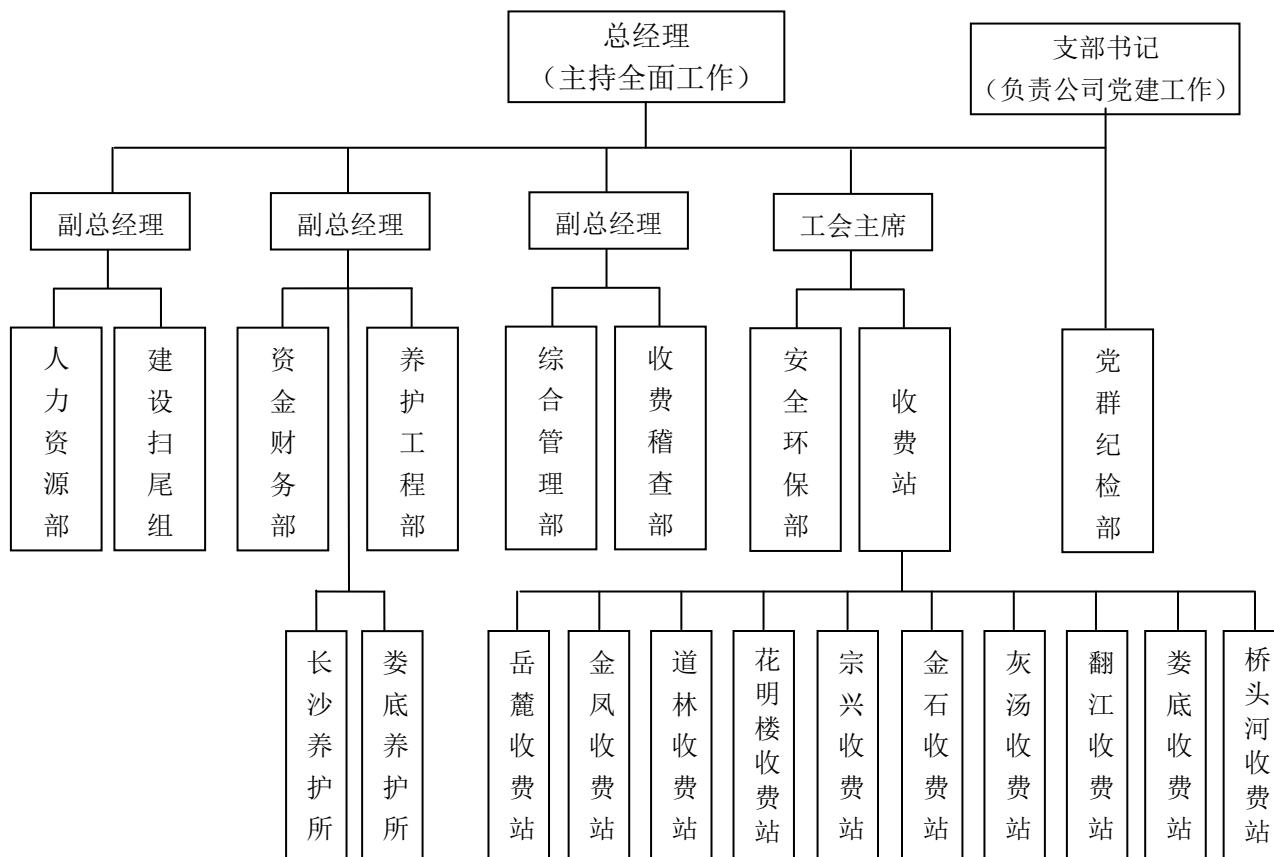 总经理
（主持全面工作）
支部书记
（负责公司党建工作）
副总经理
副总经理
副总经理
工会主席
人力资源部
建设扫尾组
资金财务部
养护工程部
综合管理部
收费稽查部
安全环保部
收费站
党群纪检部
长沙养护所
娄底养护所
岳麓收费站
金凤收费站
道林收费站
花明楼收费站
宗兴收费站
金石收费站
灰汤收费站
翻江收费站
娄底收费站
桥头河收费站